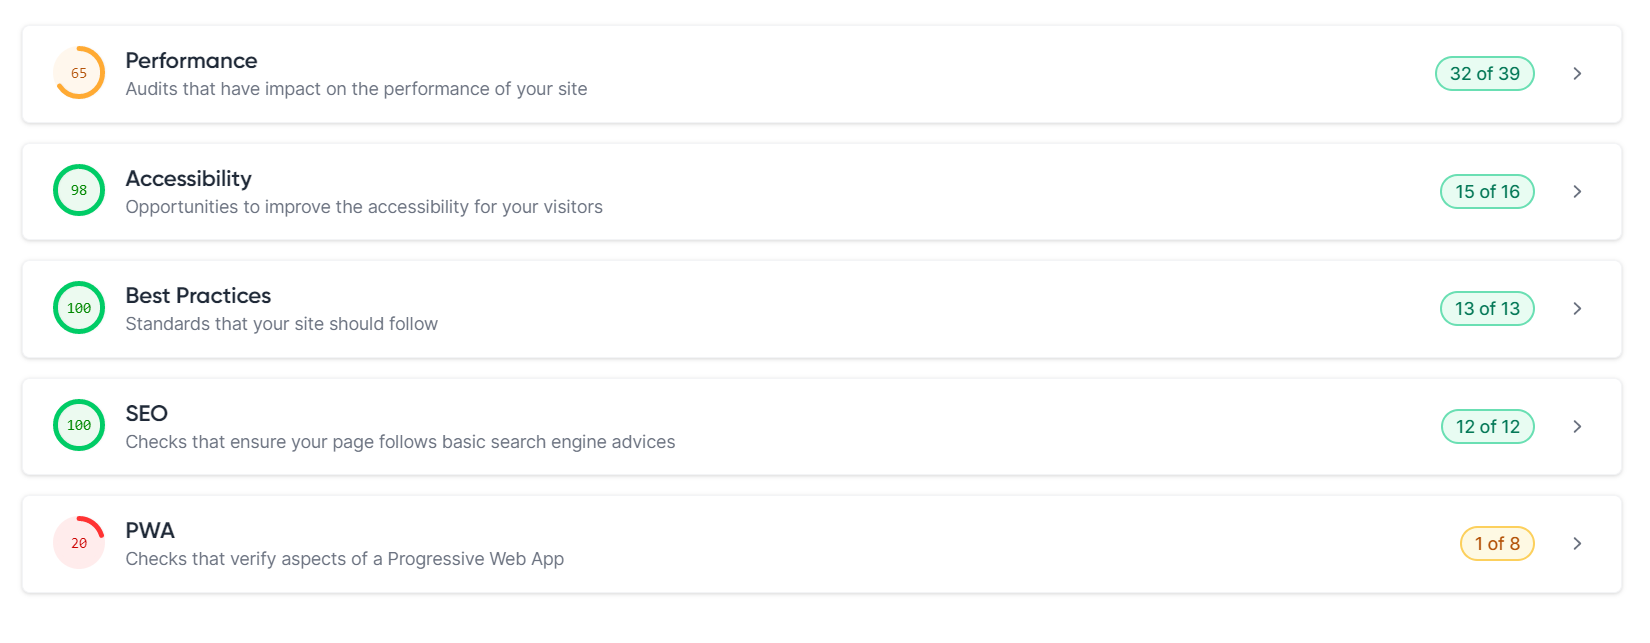 65
Performance
Audits that have impact on the performance of your site
32 of 39
98
Accessibility
Opportunities to improve the accessibility for your visitors
15 of 16
100
Best Practices
Standards that your site should follow
13 of 13
100
SEO
Checks that ensure your page follows basic search engine advices
12 of 12
20
PWA
Checks that verify aspects of a Progressive Web App
1 of 8